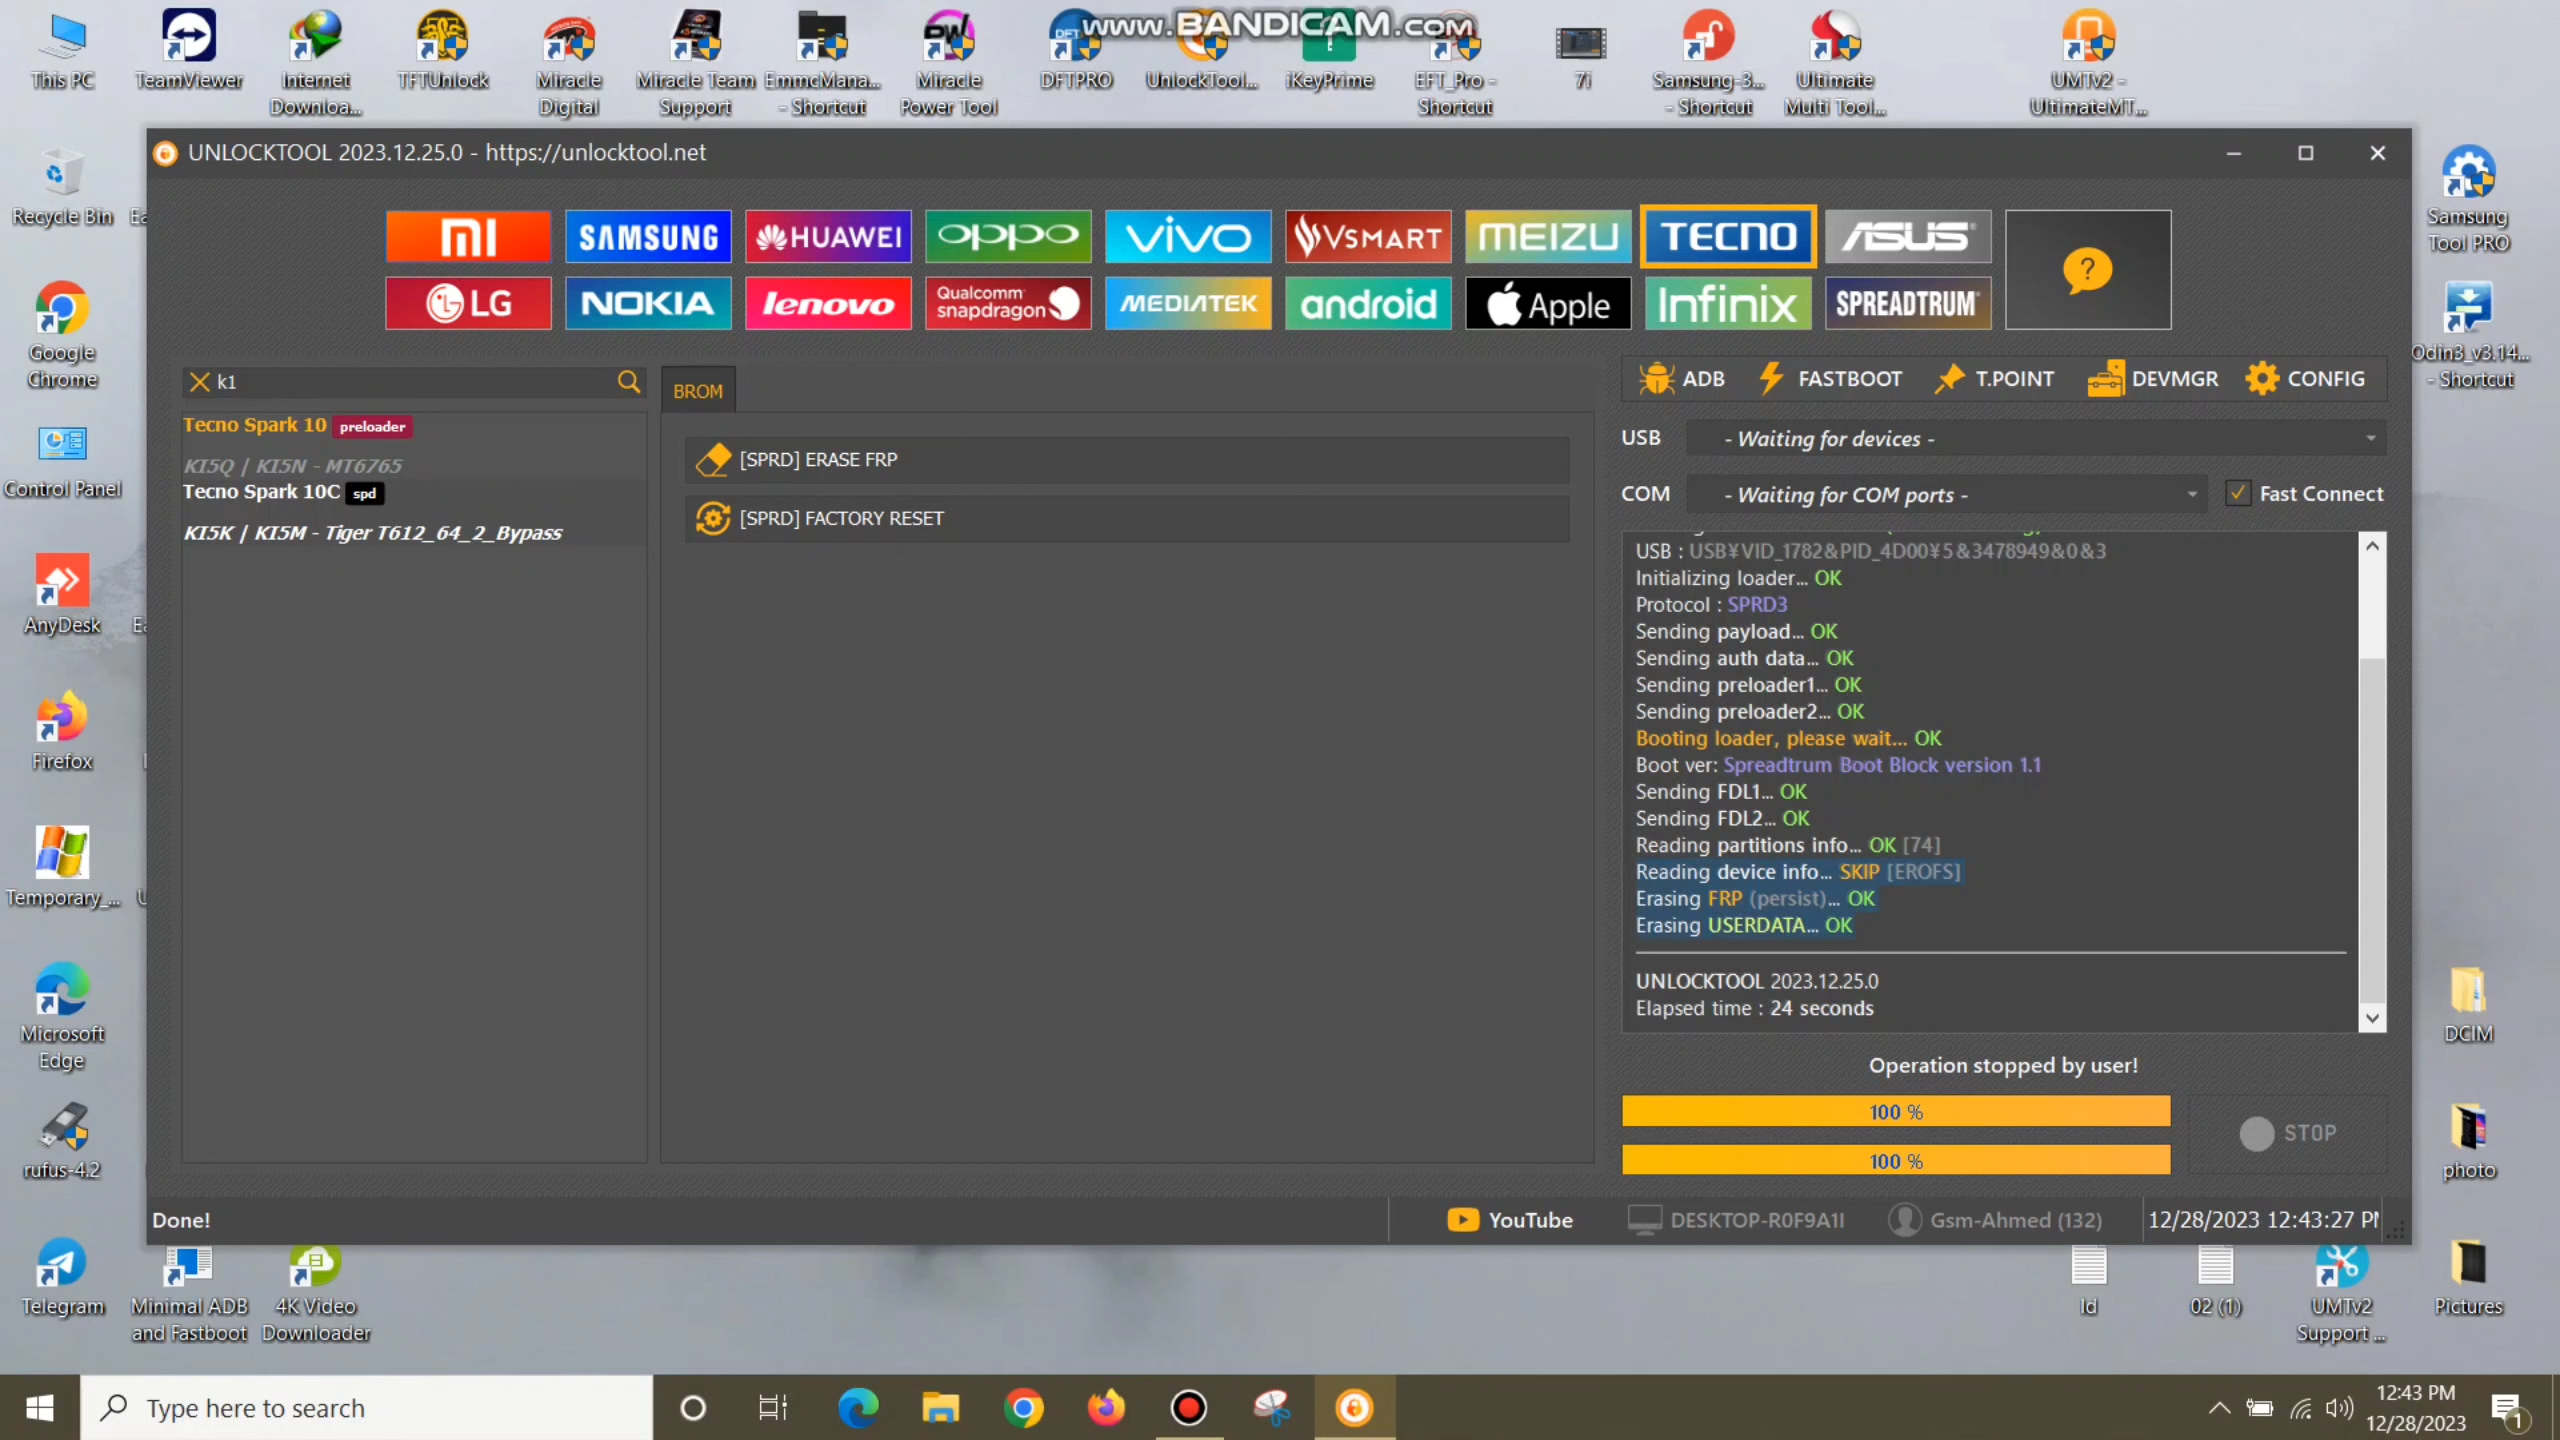 www.BANDICAM.com
This PC
TeamViewer
Internet
Downloa...
TFTUnlock
Miracle
Digital
Miracle Team
Support
EmmcMana...
- Shortcut
Miracle
Power Tool
DFTPRO
UnlockTool...
iKeyPrime
EFT_Pro -
Shortcut
7i
Samsung-3...
- Shortcut
Ultimate
Multi Tool...
UMTv2 -
UltimateMT...
UNLOCKTOOL 2023.12.25.0 - https://unlocktool.net
Recycle Bin
Ea
Samsung
Tool PRO
SAMSUNG
HUAWEI
oppo
vivo
VSMART
MEIZU
TECNO
ASUS
?
LG
NOKIA
lenovo
Qualcomm
snapdragon
MEDIATEK
android
Apple
Infinix
SPREADTRUM
Google
Chrome
Odin3_v3.14...
- Shortcut
k1
BROM
ADB
FASTBOOT
T.POINT
DEVMGR
CONFIG
Tecno Spark 10 preloader
KI5Q | KI5N - MT6765
Tecno Spark 10C spd
KI5K | KI5M - Tiger T612_64_2_Bypass
[SPRD] ERASE FRP
[SPRD] FACTORY RESET
USB - Waiting for devices -
COM - Waiting for COM ports -
Fast Connect
USB : USB¥VID_1782&PID_4D00¥5&3478949&0&3
Initializing loader... OK
Protocol : SPRD3
Sending payload... OK
Sending auth data... OK
Sending preloader1... OK
Sending preloader2... OK
Booting loader, please wait... OK
Boot ver: Spreadtrum Boot Block version 1.1
Sending FDL1... OK
Sending FDL2... OK
Reading partitions info... OK [74]
Reading device info... SKIP [EROFS]
Erasing FRP (persist)... OK
Erasing USERDATA... OK
UNLOCKTOOL 2023.12.25.0
Elapsed time : 24 seconds
Operation stopped by user!
100 %
100 %
STOP
Control Panel
AnyDesk
Ea
Firefox
Temporary_...
Microsoft
Edge
rufus-4.2
DCIM
photo
Done!
YouTube
DESKTOP-R0F9A1I
Gsm-Ahmed (132)
12/28/2023 12:43:27 PM
Telegram
Minimal ADB
and Fastboot
4K Video
Downloader
ld
02 (1)
UMTv2
Support ...
Pictures
Type here to search
12:43 PM
12/28/2023
1